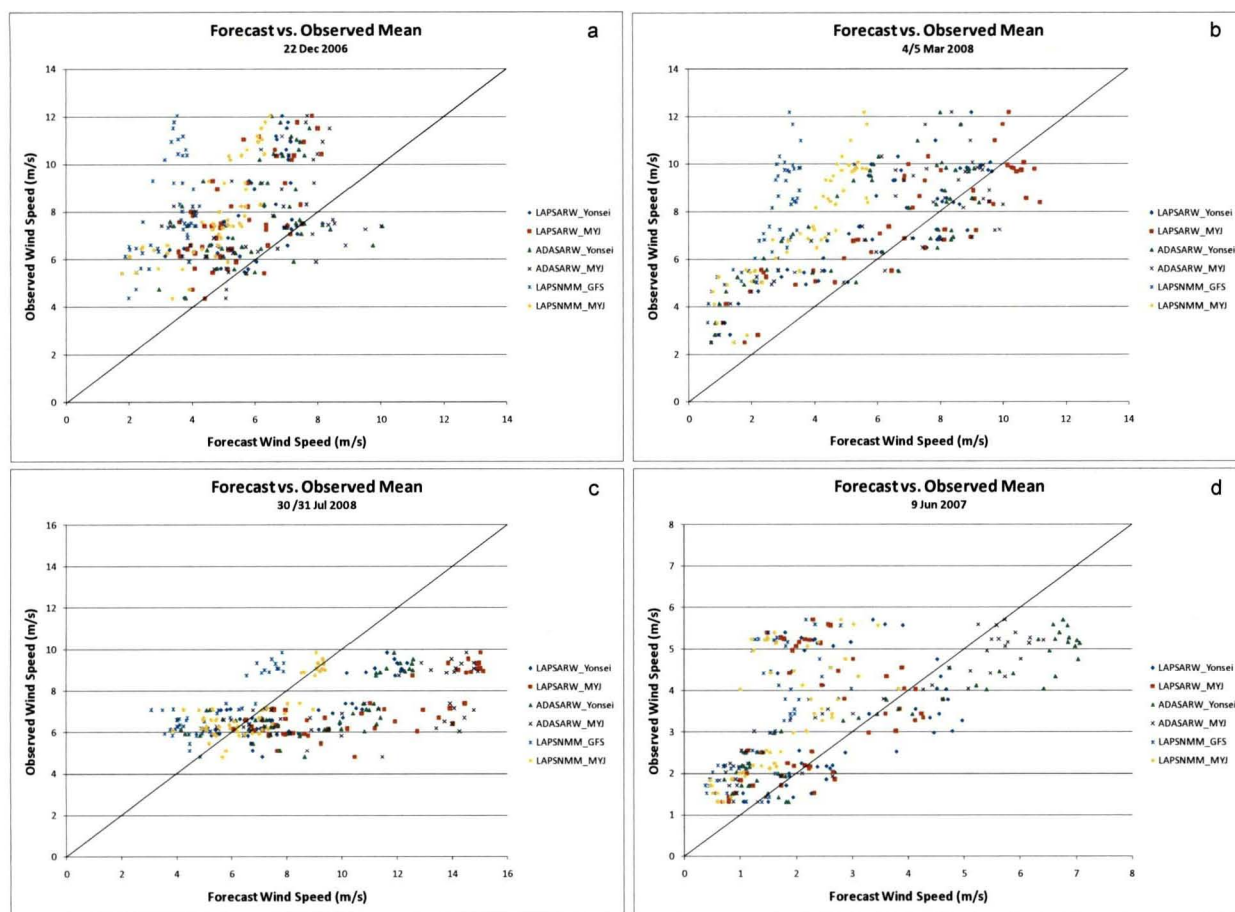 Forecast vs. Observed Mean
22 Dec 2006
a
Observed Wind Speed (m/s)
14
12
10
8
6
4
2
0
0 2 4 6 8 10 12 14
Forecast Wind Speed (m/s)
LAPSARW_Yonsei
LAPSARW_MYJ
ADASARW_Yonsei
ADASARW_MYJ
LAPSNMM_GFS
LAPSNMM_MYJ
Forecast vs. Observed Mean
4/5 Mar 2008
b
Observed Wind Speed (m/s)
14
12
10
8
6
4
2
0
0 2 4 6 8 10 12 14
Forecast Wind Speed (m/s)
LAPSARW_Yonsei
LAPSARW_MYJ
ADASARW_Yonsei
ADASARW_MYJ
LAPSNMM_GFS
LAPSNMM_MYJ
Forecast vs. Observed Mean
30 /31 Jul 2008
c
Observed Wind Speed (m/s)
16
14
12
10
8
6
4
2
0
0 2 4 6 8 10 12 14 16
Forecast Wind Speed (m/s)
LAPSARW_Yonsei
LAPSARW_MYJ
ADASARW_Yonsei
ADASARW_MYJ
LAPSNMM_GFS
LAPSNMM_MYJ
Forecast vs. Observed Mean
9 Jun 2007
d
Observed Wind Speed (m/s)
8
7
6
5
4
3
2
1
0
0 1 2 3 4 5 6 7 8
Forecast Wind Speed (m/s)
LAPSARW_Yonsei
LAPSARW_MYJ
ADASARW_Yonsei
ADASARW_MYJ
LAPSNMM_GFS
LAPSNMM_MYJ